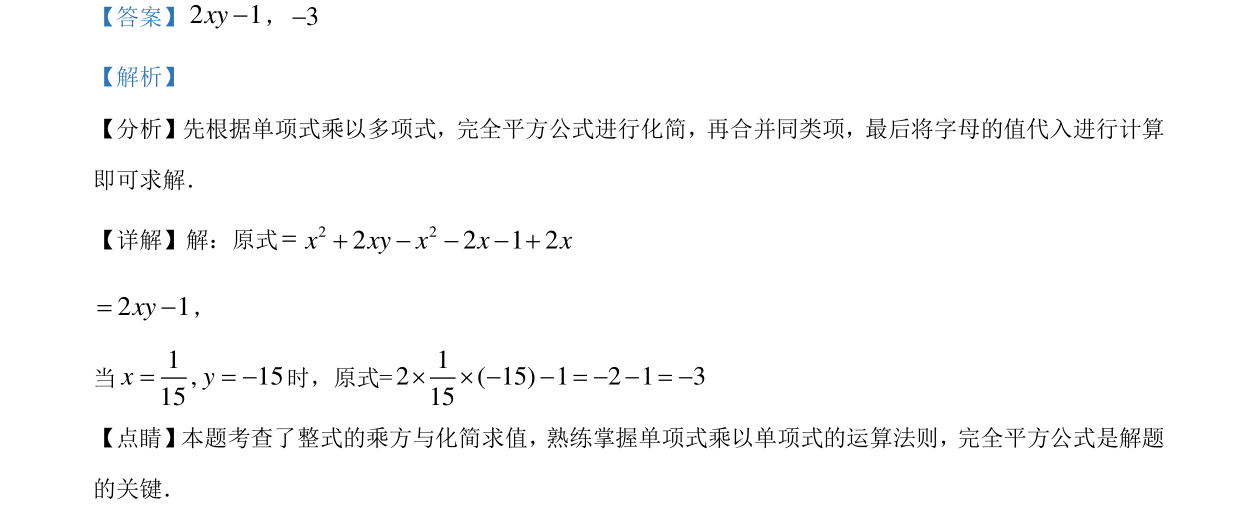 【答案】2xy−1，−3
【解析】
【分析】先根据单项式乘以多项式，完全平方公式进行化简，再合并同类项，最后将字母的值代入进行计算
即可求解．
【详解】解：原式= x² + 2xy − x² − 2x −1+ 2x
= 2xy −1，
当 x = 1/15, y = −15时，原式= 2× 1/15 ×(−15) −1 = −2 −1 = −3
【点睛】本题考查了整式的乘方与化简求值，熟练掌握单项式乘以单项式的运算法则，完全平方公式是解题
的关键．